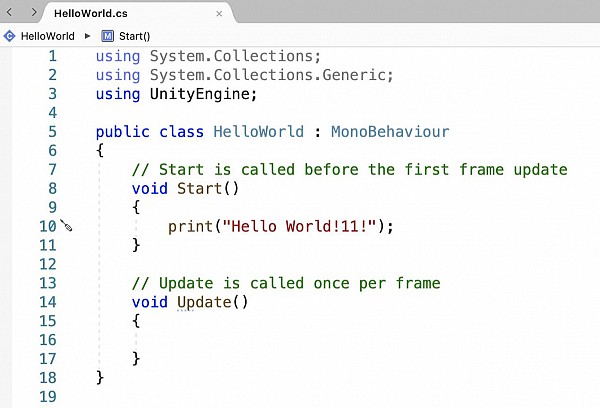 HelloWorld.cs
HelloWorld Start()
1 using System.Collections;
2 using System.Collections.Generic;
3 using UnityEngine;
4
5 public class HelloWorld : MonoBehaviour
6 {
7 // Start is called before the first frame update
8 void Start()
9 {
10 print("Hello World!11!");
11 }
12
13 // Update is called once per frame
14 void Update()
15 {
16
17 }
18 }
19